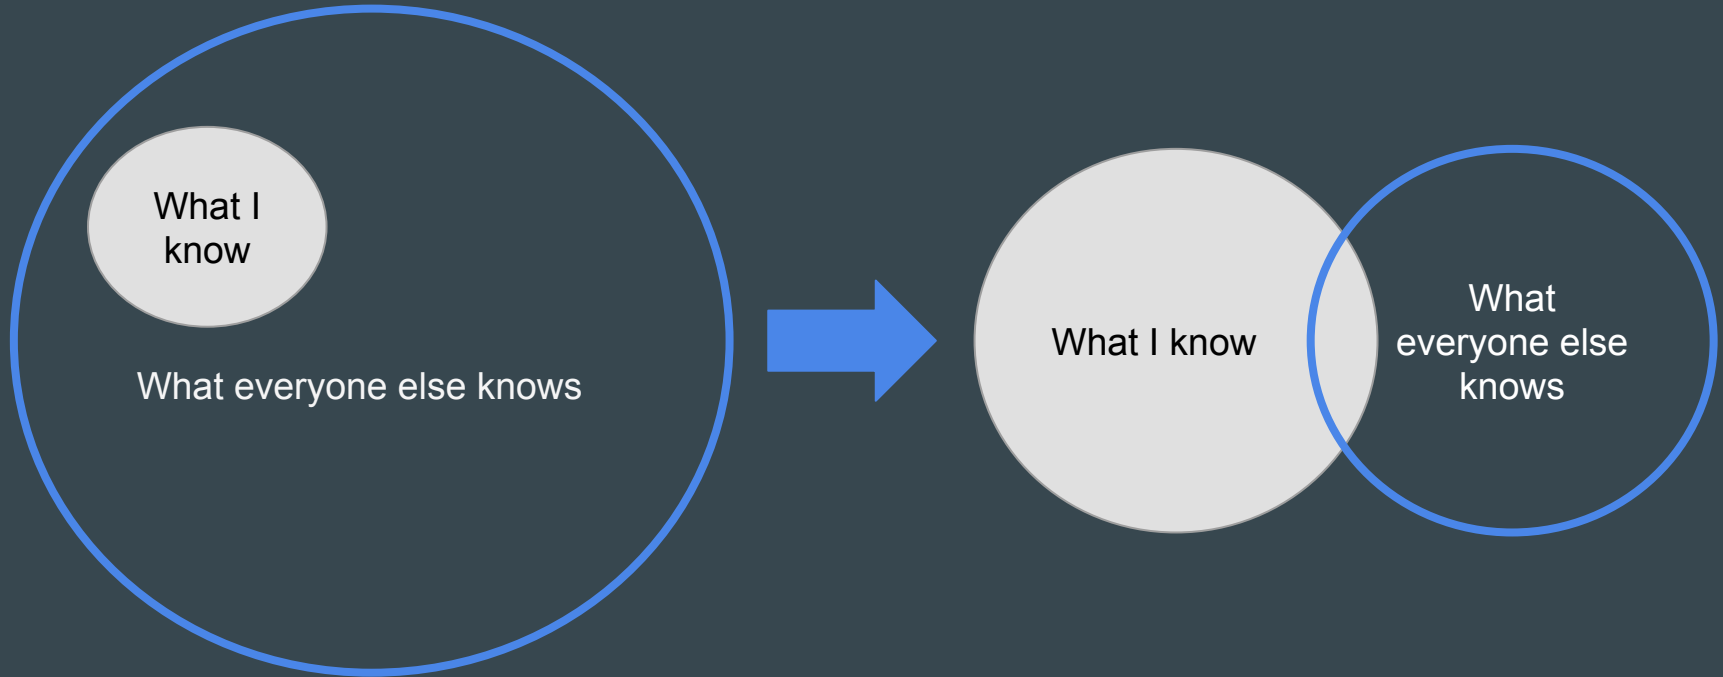 What I
know
What everyone else knows
What I know
What
everyone else
knows